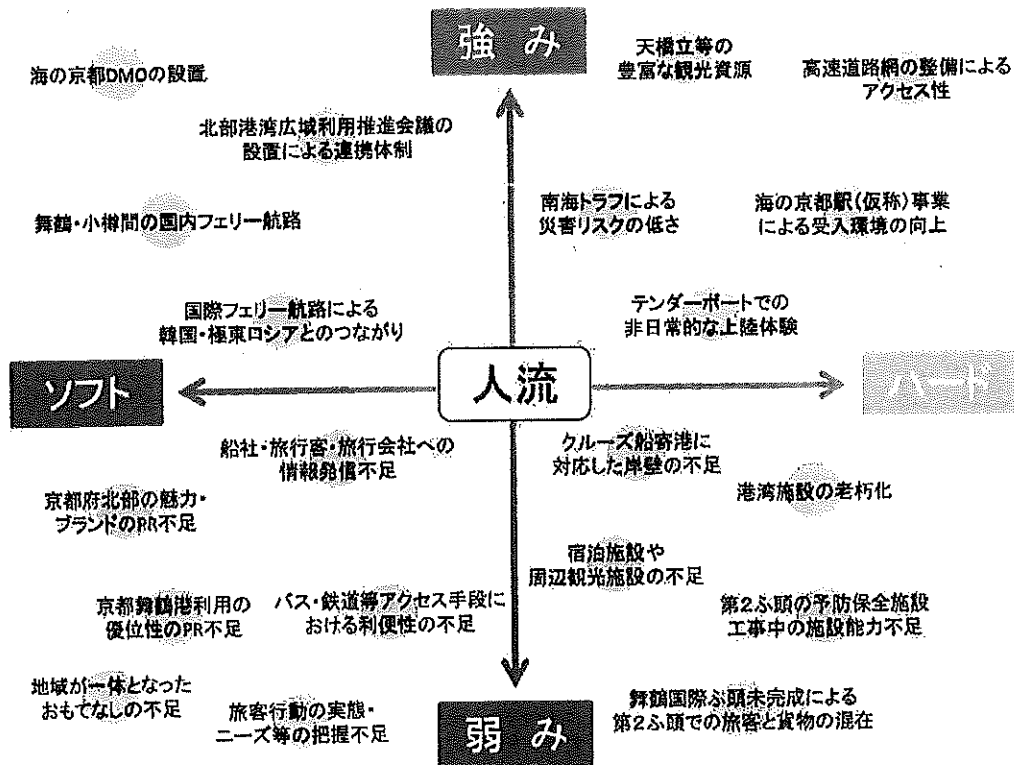 強み
海の京都DMOの設置
天橋立等の
豊富な観光資源
高速道路網の整備による
アクセス性
北部港湾広域利用推進会議の
設置による連携体制
舞鶴・小樽間の国内フェリー航路
南海トラフによる
災害リスクの低さ
海の京都駅(仮称)事業
による受入環境の向上
国際フェリー航路による
韓国・極東ロシアとのつながり
テンダーボートでの
非日常的な上陸体験
ソフト
人流
ハード
船社・旅行客・旅行会社への
情報発信不足
クルーズ船寄港に
対応した岸壁の不足
京都府北部の魅力・
ブランドのPR不足
港湾施設の老朽化
宿泊施設や
周辺観光施設の不足
京都舞鶴港利用の
優位性のPR不足
バス・鉄道等アクセス手段に
おける利便性の不足
第2ふ頭の予防保全施設
工事中の施設能力不足
地域が一体となった
おもてなしの不足
旅客行動の実態・
ニーズ等の把握不足
舞鶴国際ふ頭未完成による
第2ふ頭での旅客と貨物の混在
弱み